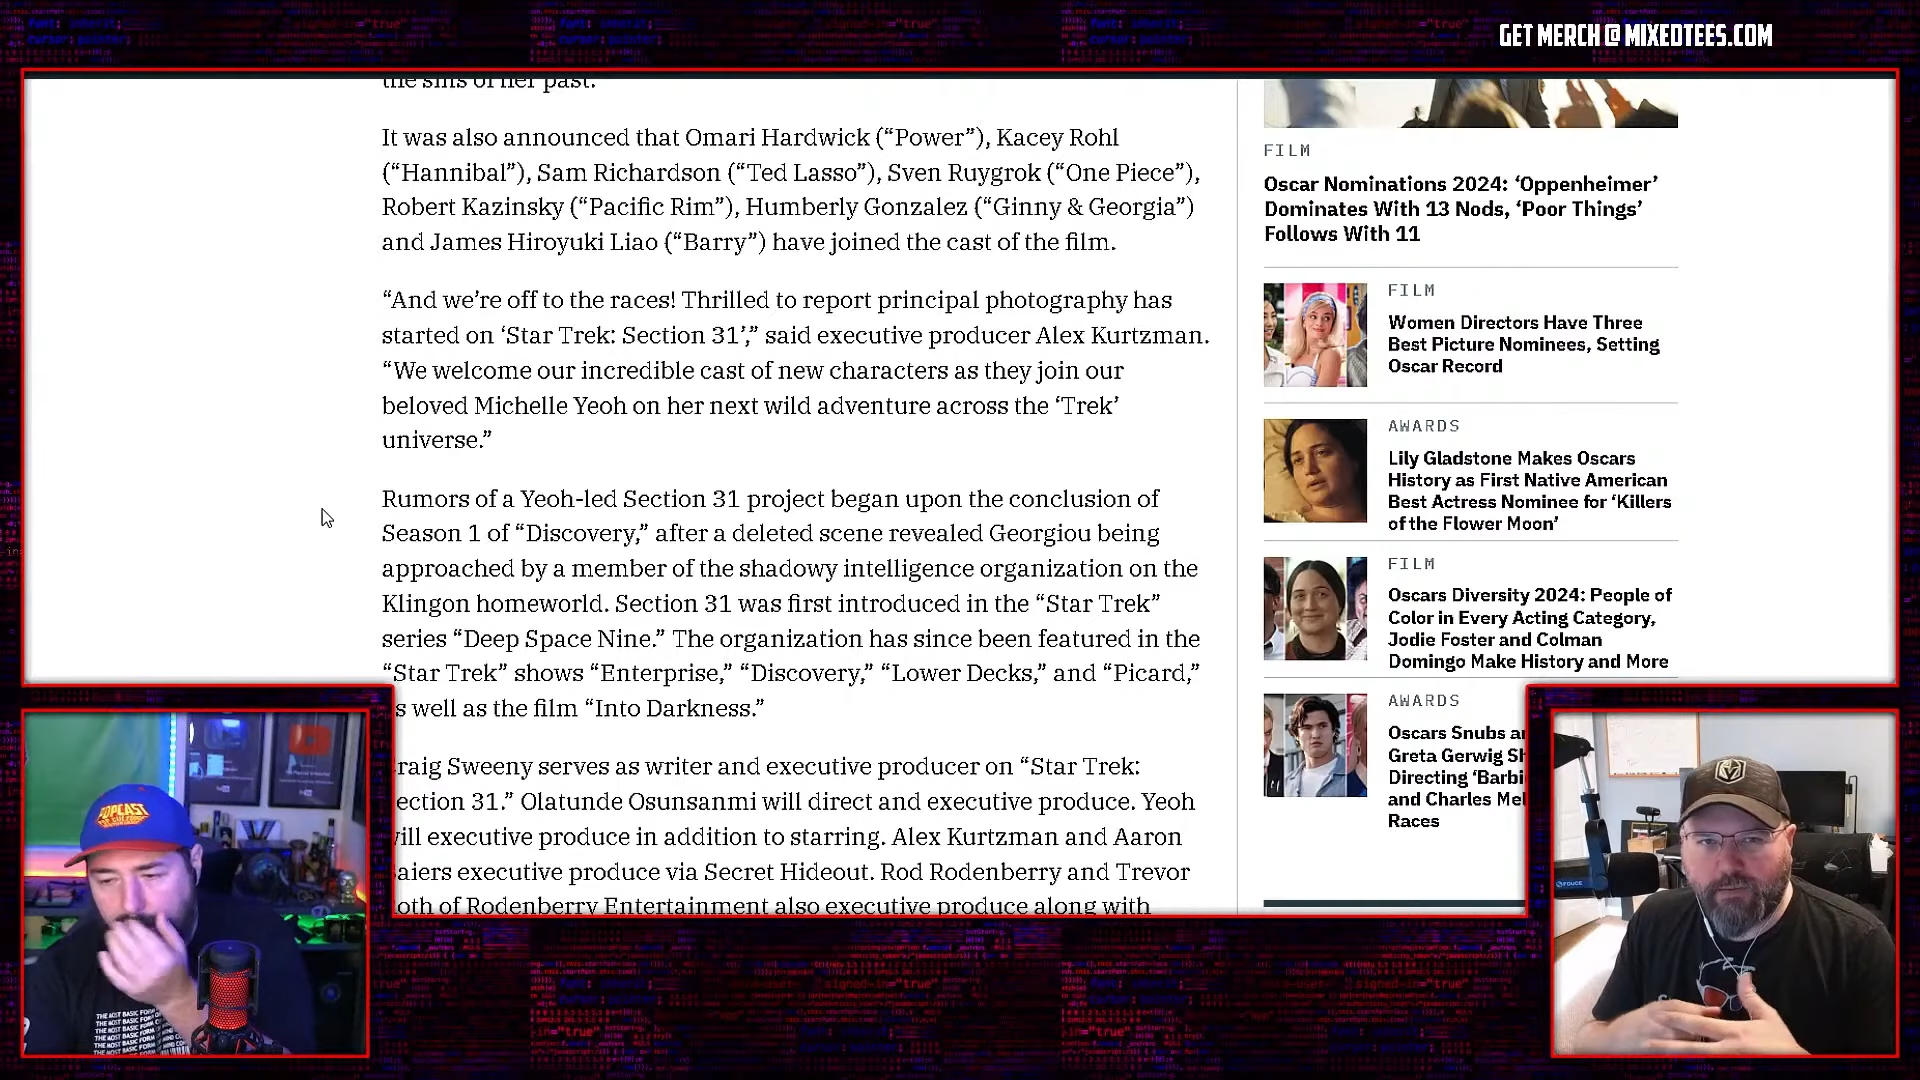 GET MERCH @ MIXEDTEES.COM
the sins of her past.
It was also announced that Omari Hardwick (“Power”), Kacey Rohl
(“Hannibal”), Sam Richardson (“Ted Lasso”), Sven Ruygrok (“One Piece”),
Robert Kazinsky (“Pacific Rim”), Humberly Gonzalez (“Ginny & Georgia”)
and James Hiroyuki Liao (“Barry”) have joined the cast of the film.
“And we’re off to the races! Thrilled to report principal photography has
started on ‘Star Trek: Section 31’,” said executive producer Alex Kurtzman.
“We welcome our incredible cast of new characters as they join our
beloved Michelle Yeoh on her next wild adventure across the ‘Trek’
universe.”
Rumors of a Yeoh-led Section 31 project began upon the conclusion of
Season 1 of “Discovery,” after a deleted scene revealed Georgiou being
approached by a member of the shadowy intelligence organization on the
Klingon homeworld. Section 31 was first introduced in the “Star Trek”
series “Deep Space Nine.” The organization has since been featured in the
“Star Trek” shows “Enterprise,” “Discovery,” “Lower Decks,” and “Picard,”
s well as the film “Into Darkness.”
raig Sweeny serves as writer and executive producer on “Star Trek:
ection 31.” Olatunde Osunsanmi will direct and executive produce. Yeoh
will executive produce in addition to starring. Alex Kurtzman and Aaron
aiers executive produce via Secret Hideout. Rod Rodenberry and Trevor
oth of Rodenberry Entertainment also executive produce along with
FILM
Oscar Nominations 2024: ‘Oppenheimer’
Dominates With 13 Nods, ‘Poor Things’
Follows With 11
FILM
Women Directors Have Three
Best Picture Nominees, Setting
Oscar Record
AWARDS
Lily Gladstone Makes Oscars
History as First Native American
Best Actress Nominee for ‘Killers
of the Flower Moon’
FILM
Oscars Diversity 2024: People of
Color in Every Acting Category,
Jodie Foster and Colman
Domingo Make History and More
AWARDS
Oscars Snubs a
Greta Gerwig S
Directing ‘Barbi
and Charles Mel
Races
POPCAST
THE MOST BASIC FORM